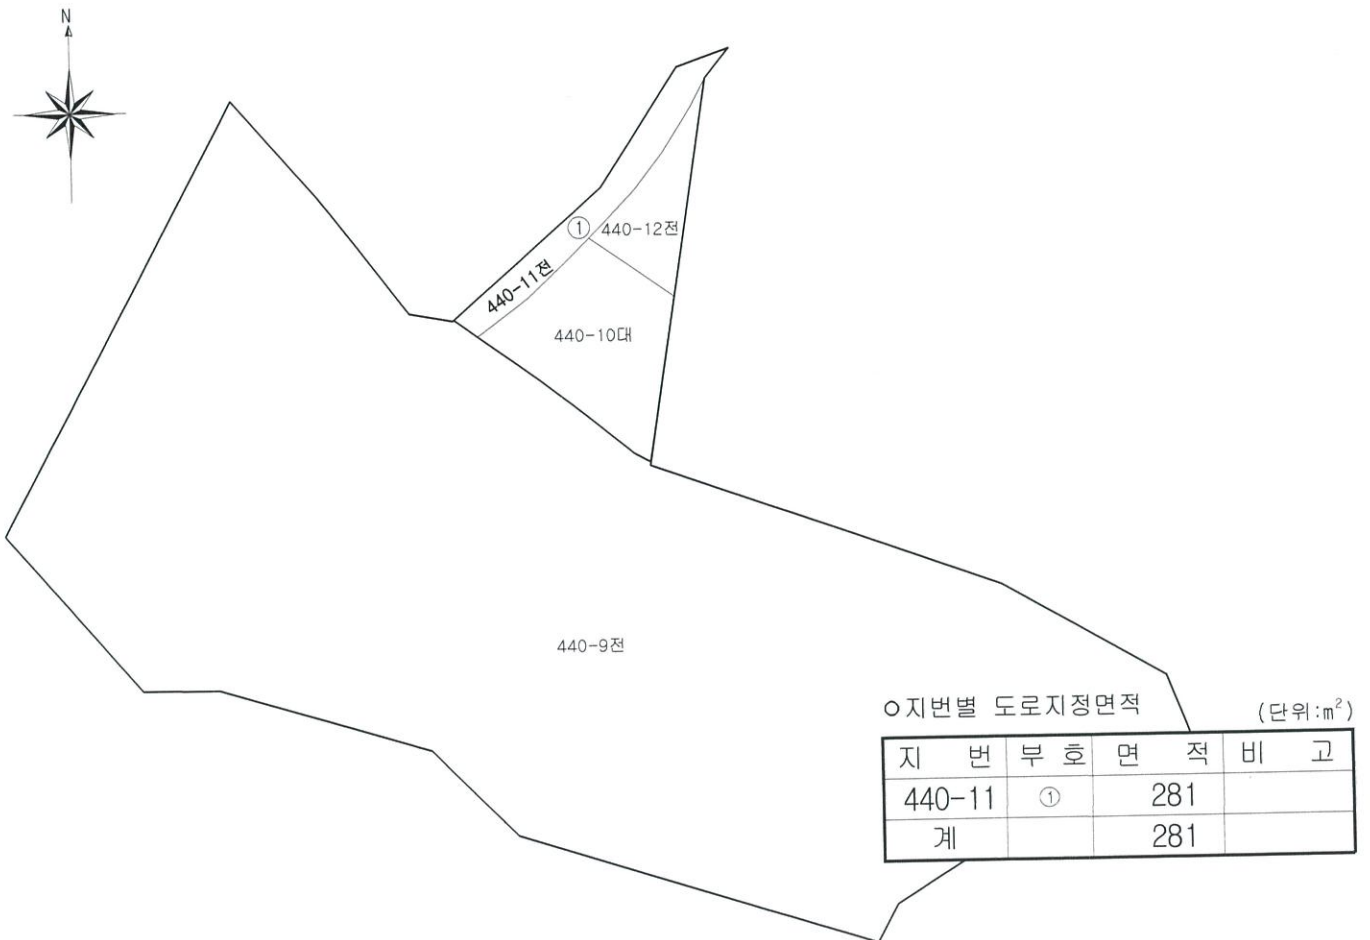 N
① 440-12전
440-11전
440-10대
440-9전
○지번별 도로지정면적 (단위:m²)
지 번 부 호 면 적 비 고
440-11 ① 281
계 281